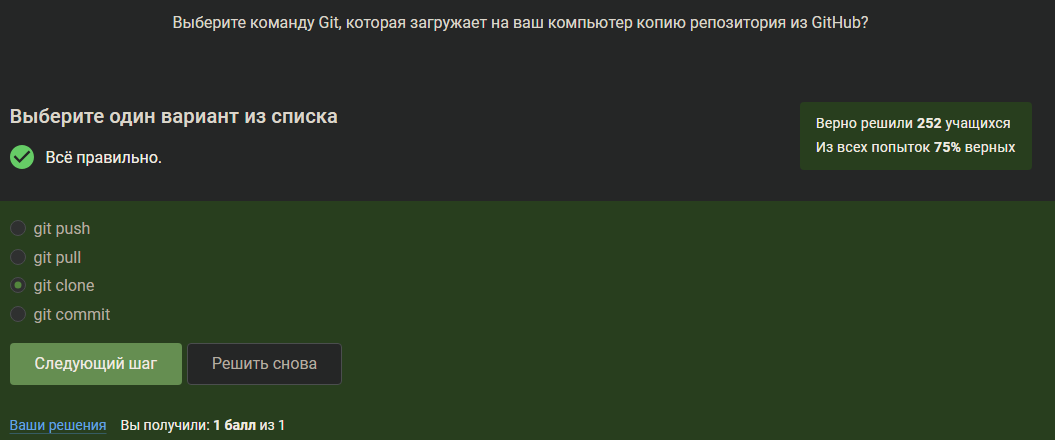 Выберите команду Git, которая загружает на ваш компьютер копию репозитория из GitHub?
Выберите один вариант из списка
Всё правильно.
Верно решили 252 учащихся
Из всех попыток 75% верных
git push
git pull
git clone
git commit
Следующий шаг
Решить снова
Ваши решения Вы получили: 1 балл из 1